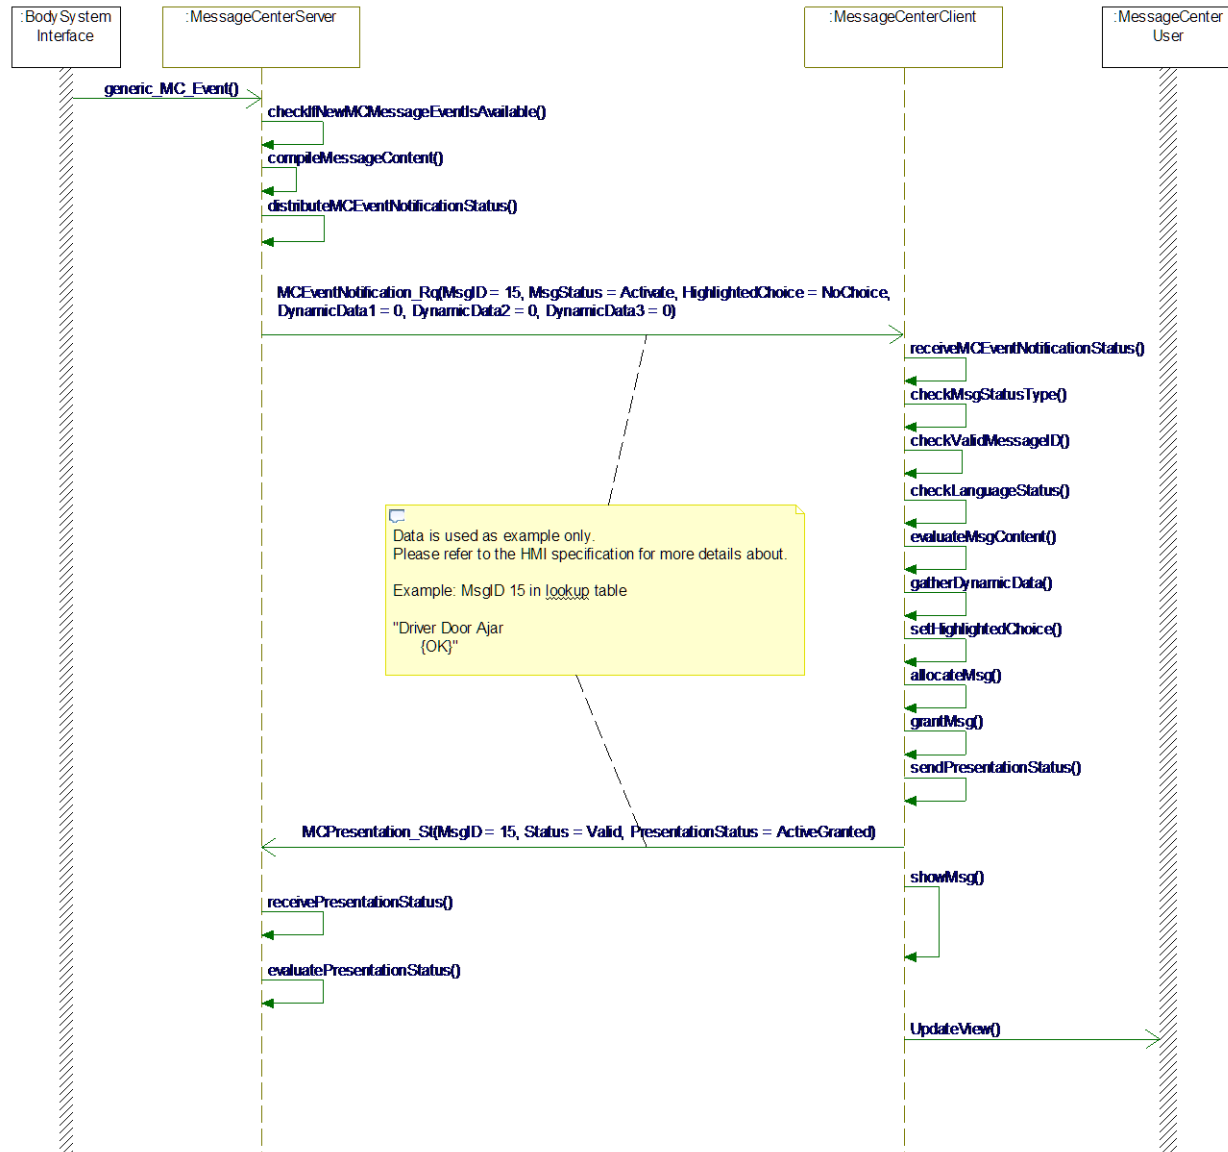 :BodySystem
Interface
:MessageCenterServer
:MessageCenterClient
:MessageCenter
User
generic_MC_Event()
checkIfNewMCMessageEventIsAvailable()
compileMessageContent()
distributeMCEventNotificationStatus()
MCEventNotification_Rq(MsgID = 15, MsgStatus = Activate, HighlightedChoice = NoChoice,
DynamicData1 = 0, DynamicData2 = 0, DynamicData3 = 0)
receiveMCEventNotificationStatus()
checkMsgStatusType()
checkValidMessageID()
checkLanguageStatus()
evaluateMsgContent()
gatherDynamicData()
setHighlightedChoice()
allocateMsg()
grantMsg()
sendPresentationStatus()
Data is used as example only.
Please refer to the HMI specification for more details about.
Example: MsgID 15 in lookup table
"Driver Door Ajar
{OK}"
MCPresentation_St(MsgID = 15, Status = Valid, PresentationStatus = ActiveGranted)
showMsg()
receivePresentationStatus()
evaluatePresentationStatus()
UpdateView()